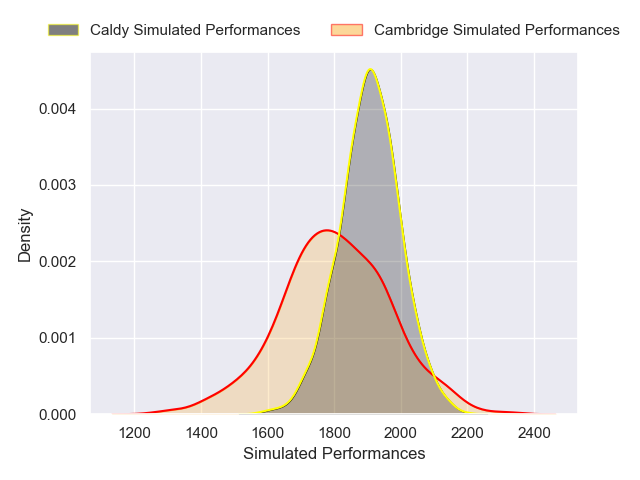 Caldy Simulated Performances
Cambridge Simulated Performances
Density
0.004
0.003
0.002
0.001
0.000
1200 1400 1600 1800 2000 2200 2400
Simulated Performances